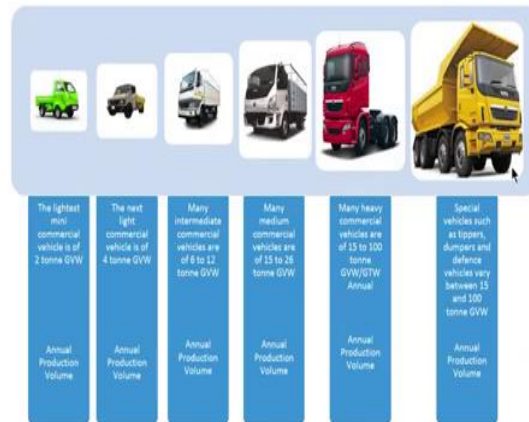 The lightest
mini
commercial
vehicle is of
2 tonne GVW
Annual
Production
Volume
The next
light
commercial
vehicle is of
4 tonne GVW
Annual
Production
Volume
Many
intermediate
commercial
vehicles are
of 6 to 12
tonne GVW
Annual
Production
Volume
Many
medium
commercial
vehicles are
of 15 to 26
tonne GVW
Annual
Production
Volume
Many heavy
commercial
vehicles are
of 15 to 100
tonne
GVW/GTW
Annual
Annual
Production
Volume
Special
vehicles such
as tippers,
dumpers and
defence
vehicles vary
between 15
and 100
tonne GVW
Annual
Production
Volume